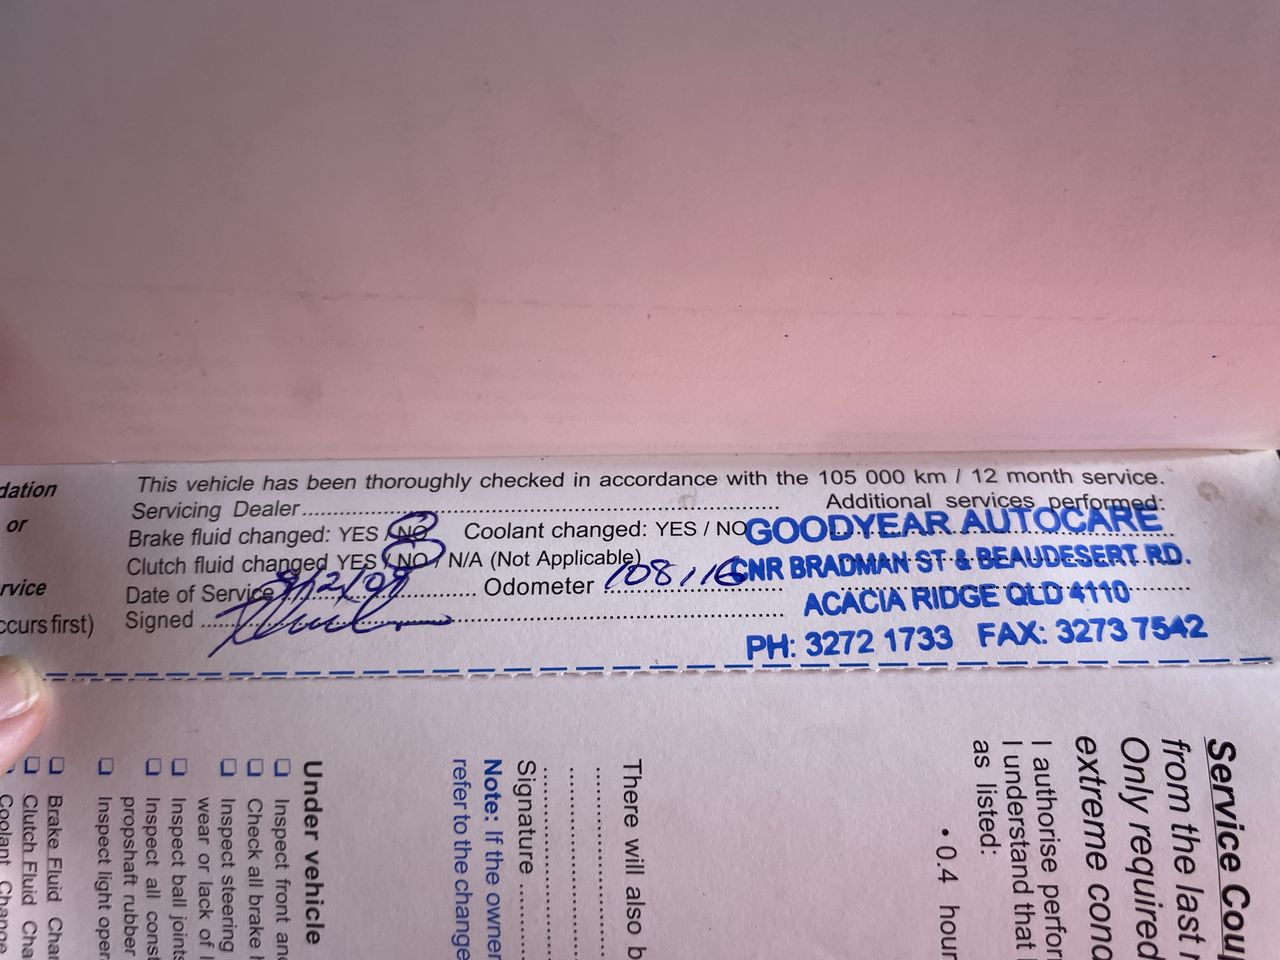 This vehicle has been thoroughly checked in accordance with the 105 000 km / 12 month service.
Servicing Dealer
Additional services performed:
Brake fluid changed: YES / NO
Coolant changed: YES / NO
Clutch fluid changed YES / NO / N/A (Not Applicable)
Date of Service
Odometer 108,116
Signed
GOODYEAR AUTOCARE
CNR BRADMAN ST & BEAUDESERT RD.
ACACIA RIDGE QLD 4110
PH: 3272 1733 FAX: 3273 7542
dation
or
rvice
ccurs first)
Service Coup
from the last
Only required
extreme cond
I authorise perfor
I understand that
as listed:
• 0.4 hour
There will also b
Signature
Note: If the owner
refer to the change
Under vehicle
❏ Inspect front and
❏ Check all brake
❏ Inspect steering
wear or lack of
❏ Inspect ball joints
❏ Inspect all const
propshaft rubber
❏ Inspect light oper
❏ Brake Fluid Chan
❏ Clutch Fluid Cha
Coolant Change